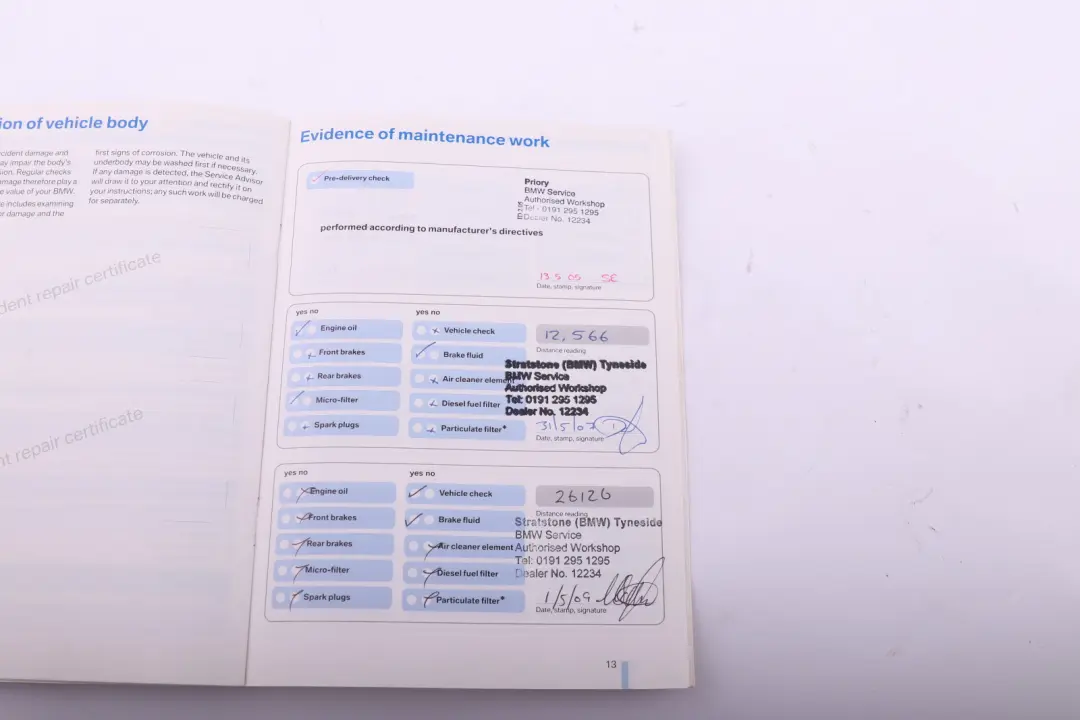 ion of vehicle body
cident damage and
ay impair the body's
sion. Regular checks
amage therefore play a
e value of your BMW.
e includes examining
or damage and the
first signs of corrosion. The vehicle and its
underbody may be washed first if necessary.
If any damage is detected, the Service Advisor
will draw it to your attention and rectify it on
your instructions; any such work will be charged
for separately.
dent repair certificate
nt repair certificate
Evidence of maintenance work
Pre-delivery check
Priory
BMW Service
Authorised Workshop
Tel - 0191 295 1295
Dealer No. 12234
performed according to manufacturer's directives
13.5 05 SE
Date, stamp, signature
yes no
yes no
Engine oil
Vehicle check
12,566
Distance reading
Front brakes
Brake fluid
Rear brakes
Air cleaner element
Micro-filter
Diesel fuel filter
Spark plugs
Particulate filter*
Stratstone (BMW) Tyneside
BMW Service
Authorised Workshop
Tel: 0191 295 1295
Dealer No. 12234
31/5/07
Date, stamp, signature
yes no
yes no
Engine oil
Vehicle check
26126
Distance reading
Front brakes
Brake fluid
Rear brakes
Air cleaner element
Micro-filter
Diesel fuel filter
Spark plugs
Particulate filter*
Stratstone (BMW) Tyneside
BMW Service
Authorised Workshop
Tel: 0191 295 1295
Dealer No. 12234
1/5/09
Date, stamp, signature
13